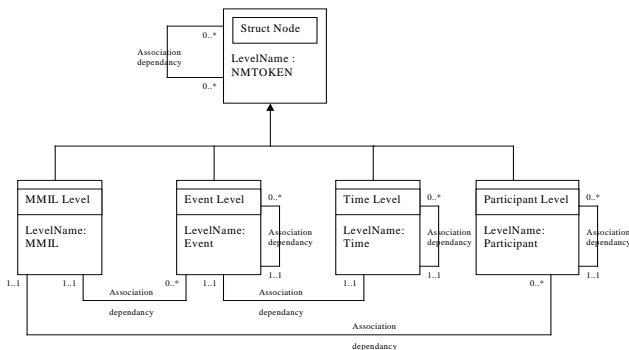 Struct Node
0..*
Association
dependancy
LevelName :
NMTOKEN
0..*
MMIL Level
Event Level
0..*
Time Level
0..*
Participant Level
0..*
LevelName:
MMIL
LevelName:
Event
Association
dependancy
LevelName:
Time
Association
dependancy
LevelName:
Participant
Association
dependancy
1..1
1..1
1..1
1..1
1..1
0..*
1..1
1..1
0..*
Association
dependancy
Association
dependancy
Association
dependancy